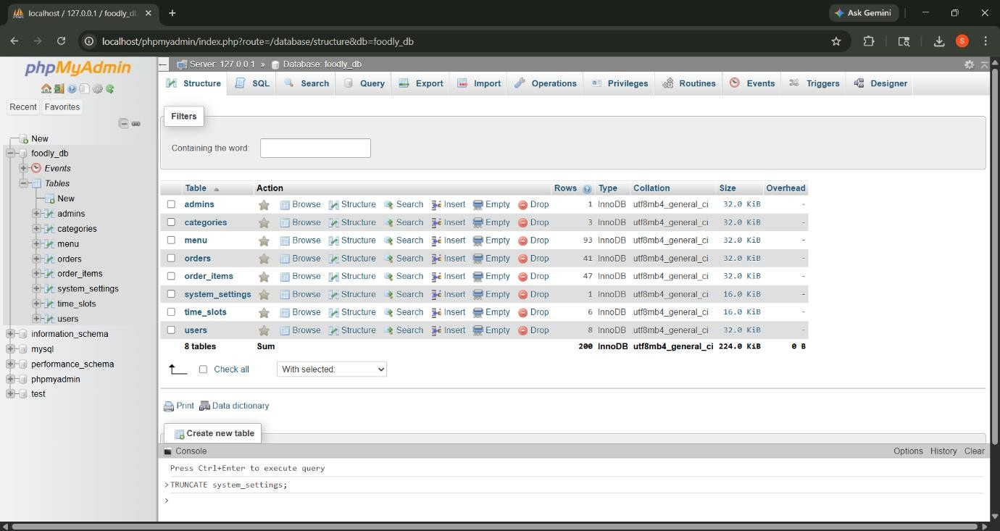 localhost / 127.0.0.1 / foodly_d
Ask Gemini
localhost/phpmyadmin/index.php?route=/database/structure&db=foodly_db
S
phpMyAdmin
Recent Favorites
New
foodly_db
Events
Tables
New
admins
categories
menu
orders
order_items
system_settings
time_slots
users
information_schema
mysql
performance_schema
phpmyadmin
test
Server: 127.0.0.1 » Database: foodly_db
Structure SQL Search Query Export Import Operations Privileges Routines Events Triggers Designer
Filters
Containing the word:
Table Action Rows Type Collation Size Overhead
admins Browse Structure Search Insert Empty Drop 1 InnoDB utf8mb4_general_ci 32.0 KiB -
categories Browse Structure Search Insert Empty Drop 3 InnoDB utf8mb4_general_ci 32.0 KiB -
menu Browse Structure Search Insert Empty Drop 93 InnoDB utf8mb4_general_ci 32.0 KiB -
orders Browse Structure Search Insert Empty Drop 41 InnoDB utf8mb4_general_ci 32.0 KiB -
order_items Browse Structure Search Insert Empty Drop 47 InnoDB utf8mb4_general_ci 32.0 KiB -
system_settings Browse Structure Search Insert Empty Drop 1 InnoDB utf8mb4_general_ci 16.0 KiB -
time_slots Browse Structure Search Insert Empty Drop 6 InnoDB utf8mb4_general_ci 16.0 KiB -
users Browse Structure Search Insert Empty Drop 8 InnoDB utf8mb4_general_ci 32.0 KiB -
8 tables Sum 200 InnoDB utf8mb4_general_ci 224.0 KiB 0 B
Check all With selected:
Print Data dictionary
Create new table
Console Options History Clear
Press Ctrl+Enter to execute query
>TRUNCATE system_settings;
>